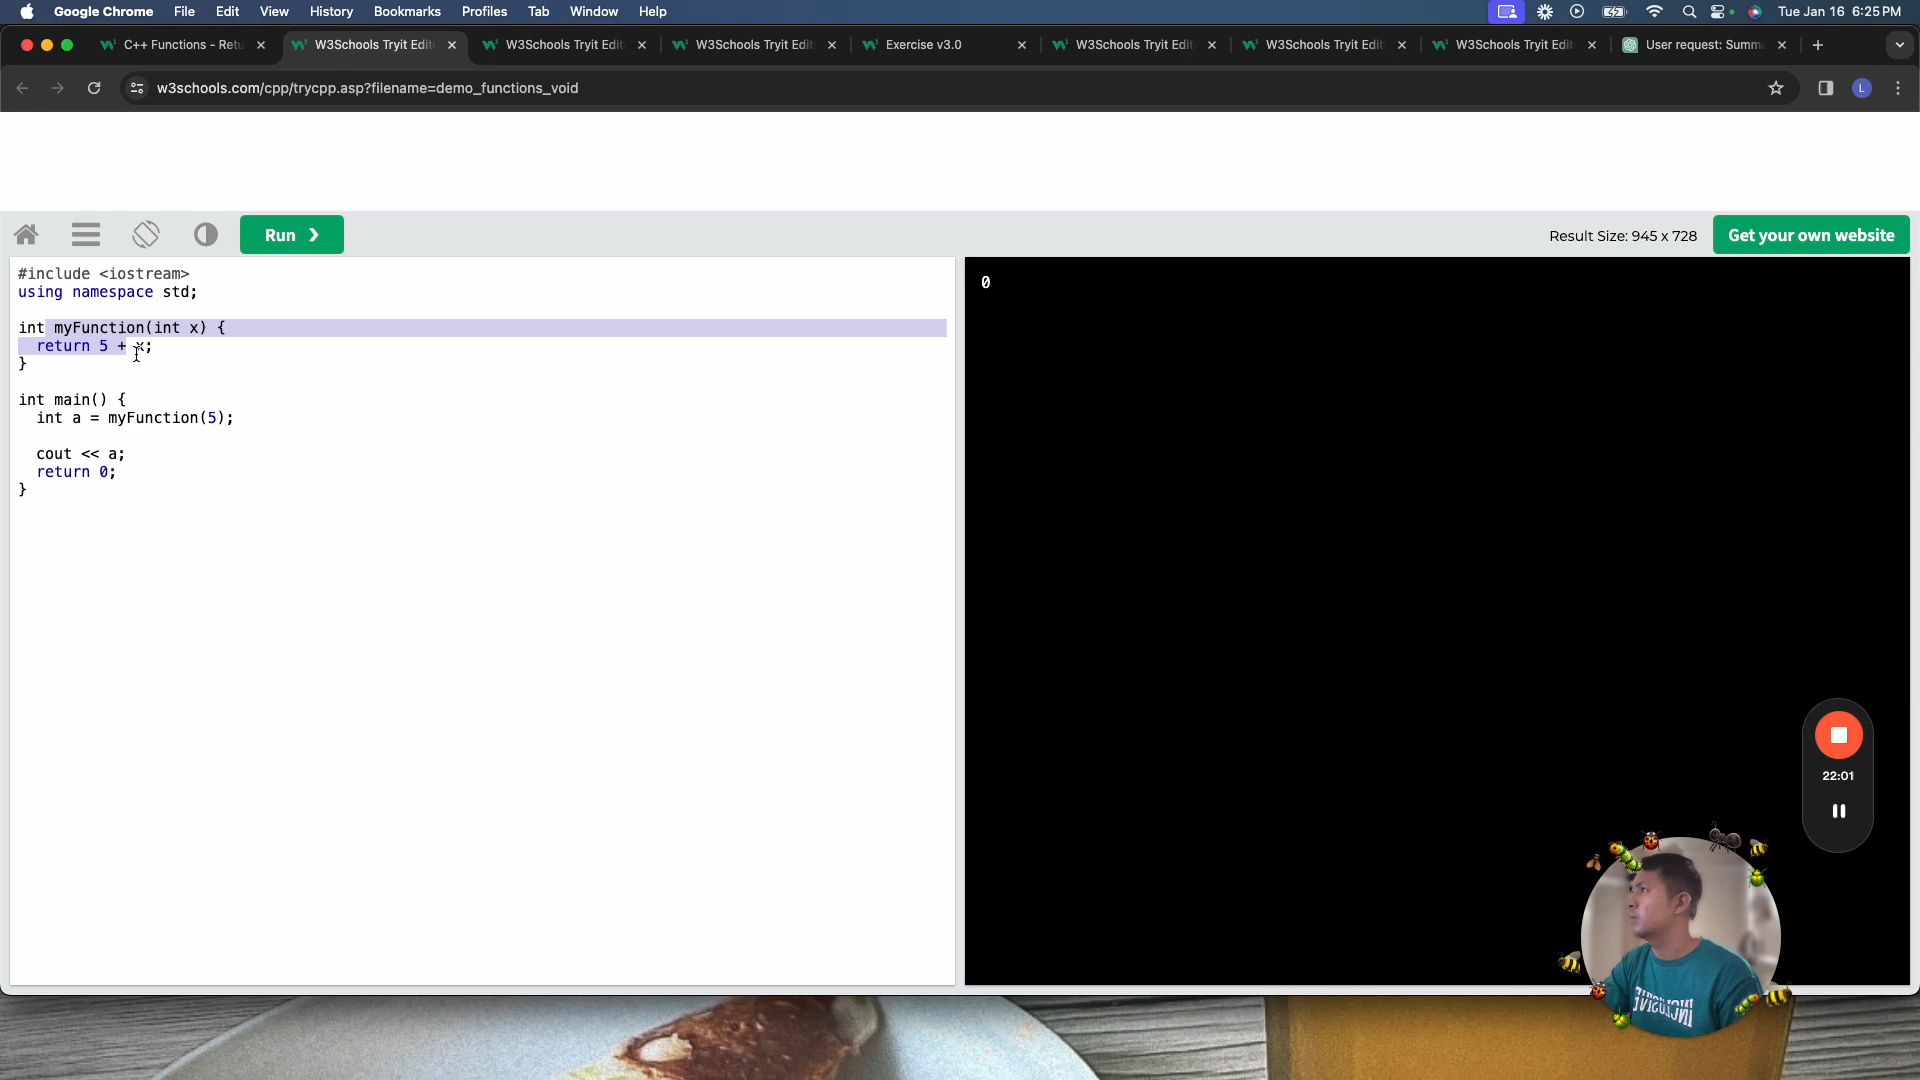 Google Chrome File Edit View History Bookmarks Profiles Tab Window Help Tue Jan 16 6:25 PM
C++ Functions - Retu W3Schools Tryit Edit W3Schools Tryit Edit W3Schools Tryit Edit Exercise v3.0 W3Schools Tryit Edit W3Schools Tryit Edit W3Schools Tryit Edit User request: Summa
w3schools.com/cpp/trycpp.asp?filename=demo_functions_void L
Run ❯ Result Size: 945 x 728 Get your own website
#include <iostream>
using namespace std;
int myFunction(int x) {
return 5 + x;
}
int main() {
int a = myFunction(5);
cout << a;
return 0;
}
0
22:01
INCLUSIVE